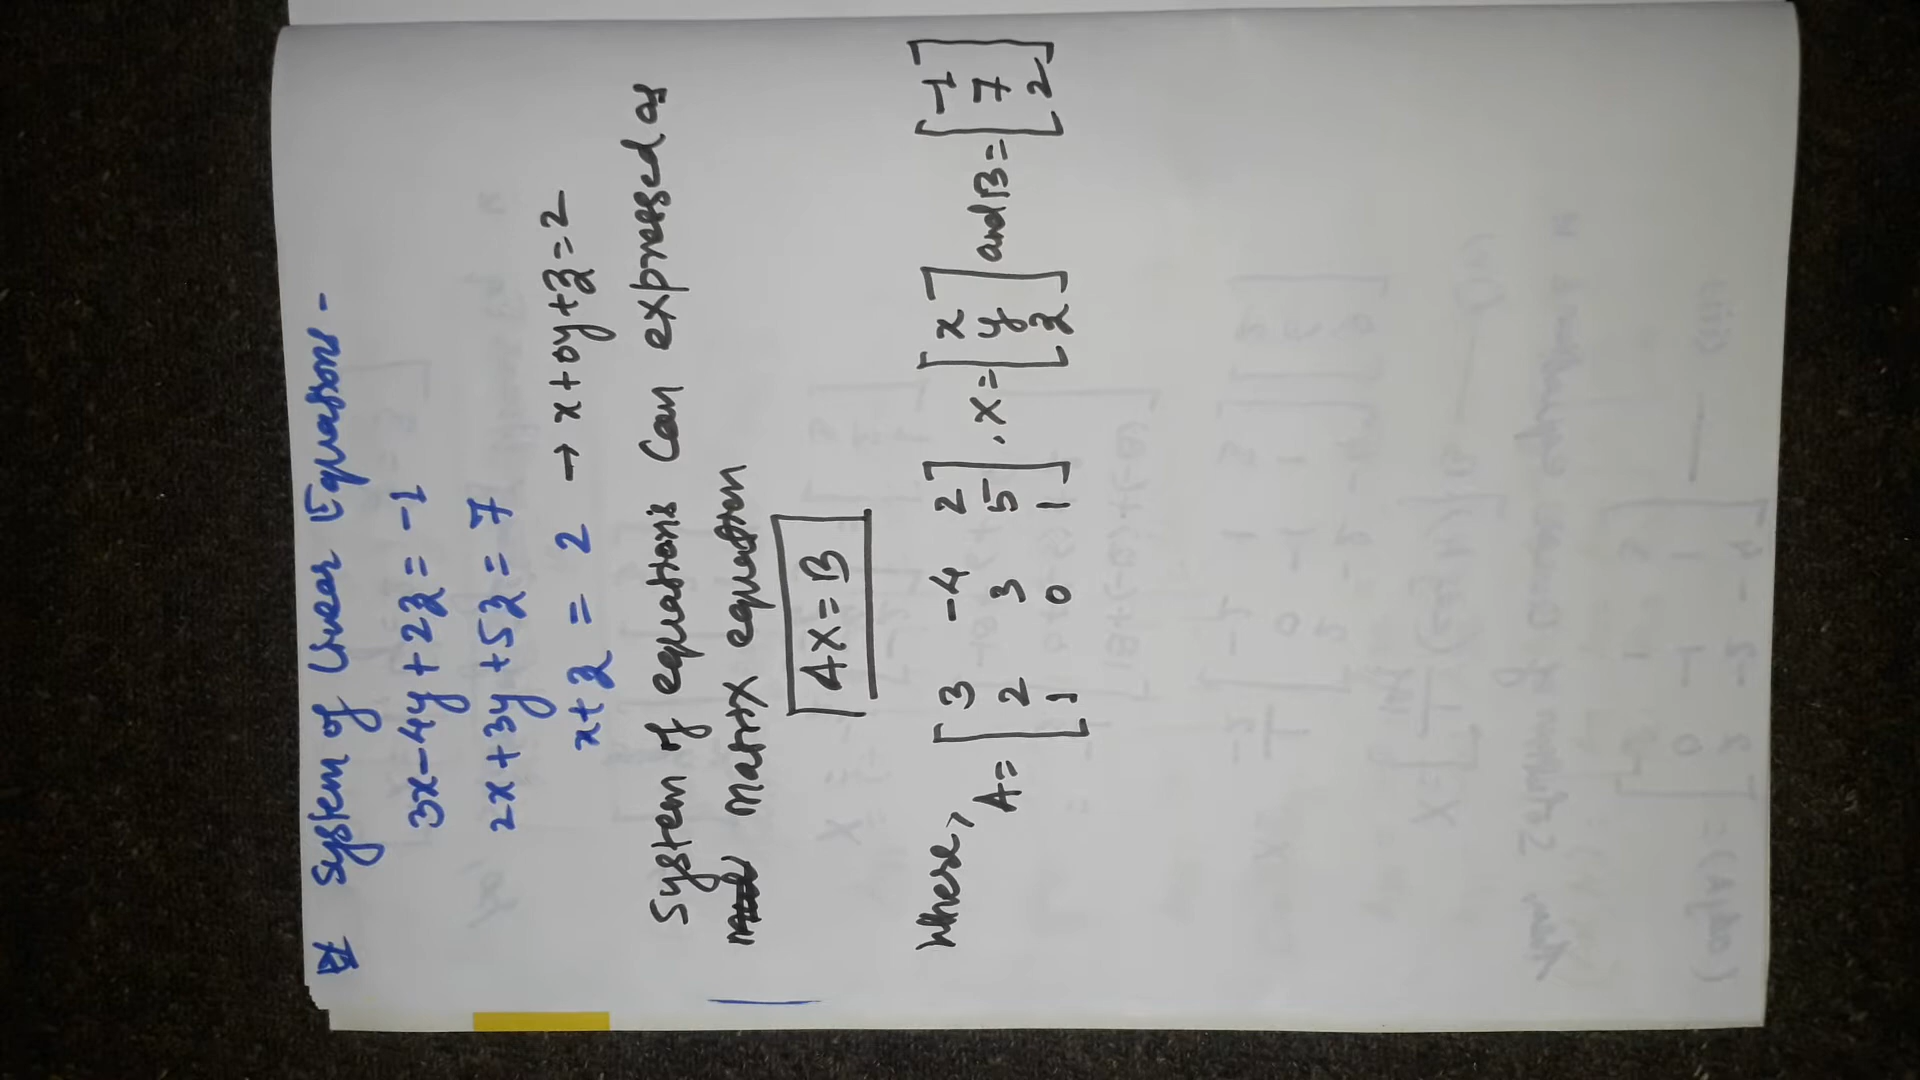 System of Linear Equations -
3x-4y+2z=-1
2x+3y+5z=7
x+z = 2 → x+0y+z=2
System of equations can expressed as
matrix equation
AX=B
Where,
A= [3 -4 2
2 3 5
1 0 1], X= [x
y
z] and B= [-1
7
2]